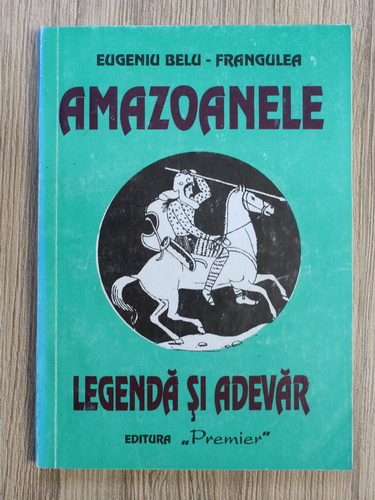 EUGENIU BELU - FRANGULEA
AMAZOANELE
LEGENDĂ ȘI ADEVĂR
EDITURA „Premier"